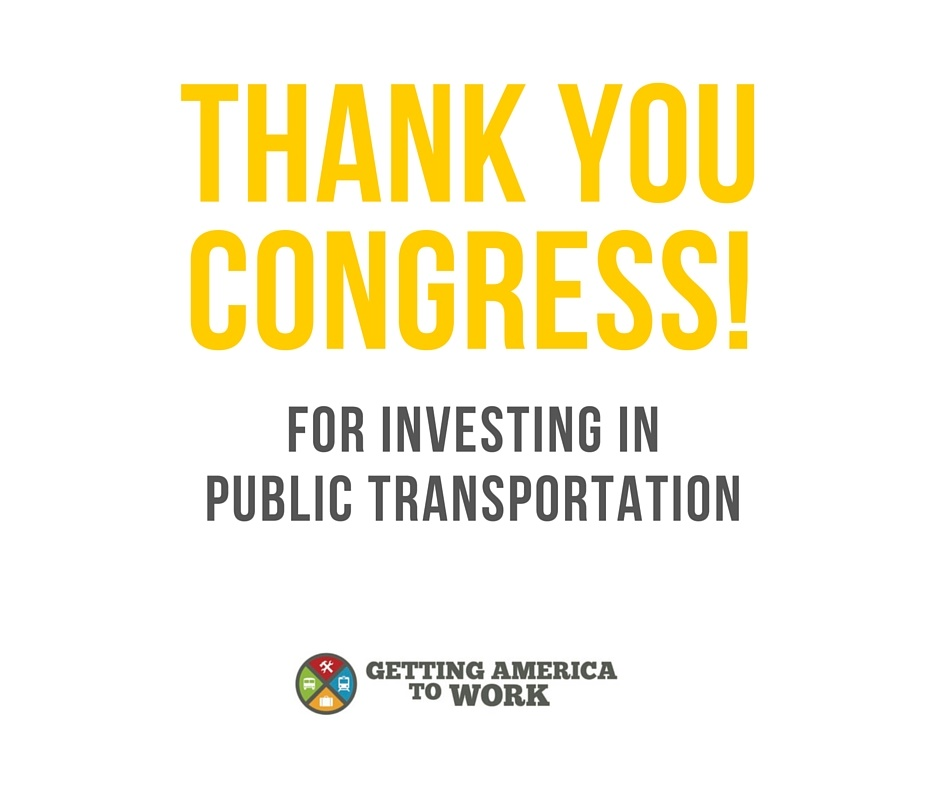 THANK YOU
CONGRESS!
FOR INVESTING IN
PUBLIC TRANSPORTATION
GETTING AMERICA
TO WORK